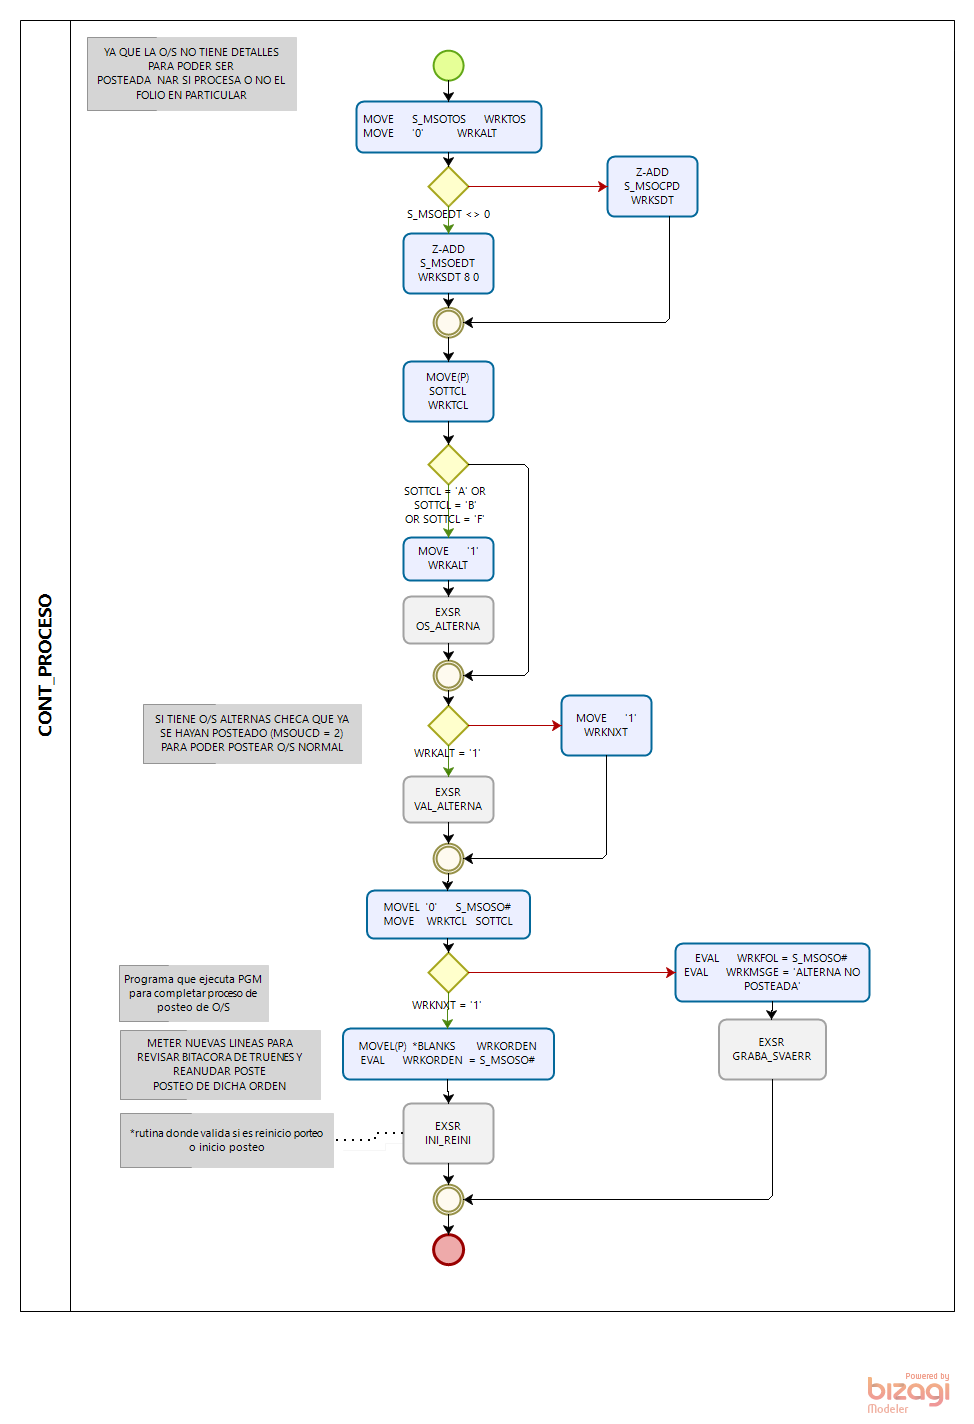 YA QUE LA O/S NO TIENE DETALLES
PARA PODER SER
POSTEADA  NAR SI PROCESA O NO EL
FOLIO EN PARTICULAR
MOVE S_MSOTOS WRKTOS
MOVE '0' WRKALT
Z-ADD
S_MSOCPD
WRKSDT
S_MSOEDT <> 0
Z-ADD
S_MSOEDT
WRKSDT 8 0
MOVE(P)
SOTTCL
WRKTCL
SOTTCL = 'A' OR
SOTTCL = 'B'
OR SOTTCL = 'F'
MOVE '1'
WRKALT
EXSR
OS_ALTERNA
CONT_PROCESO
SI TIENE O/S ALTERNAS CHECA QUE YA
SE HAYAN POSTEADO (MSOUCD = 2)
PARA PODER POSTEAR O/S NORMAL
MOVE '1'
WRKNXT
WRKALT = '1'
EXSR
VAL_ALTERNA
MOVEL '0' S_MSOSO#
MOVE WRKTCL SOTTCL
EVAL WRKFOL = S_MSOSO#
EVAL WRKMSGE = 'ALTERNA NO
POSTEADA'
Programa que ejecuta PGM
para completar proceso de
posteo de O/S
WRKNXT = '1'
EXSR
GRABA_SVAERR
METER NUEVAS LINEAS PARA
REVISAR BITACORA DE TRUENES Y
REANUDAR POSTE
POSTEO DE DICHA ORDEN
MOVEL(P) *BLANKS WRKORDEN
EVAL WRKORDEN = S_MSOSO#
*rutina donde valida si es reinicio porteo
o inicio posteo
EXSR
INI_REINI
Powered by
bizagi
Modeler